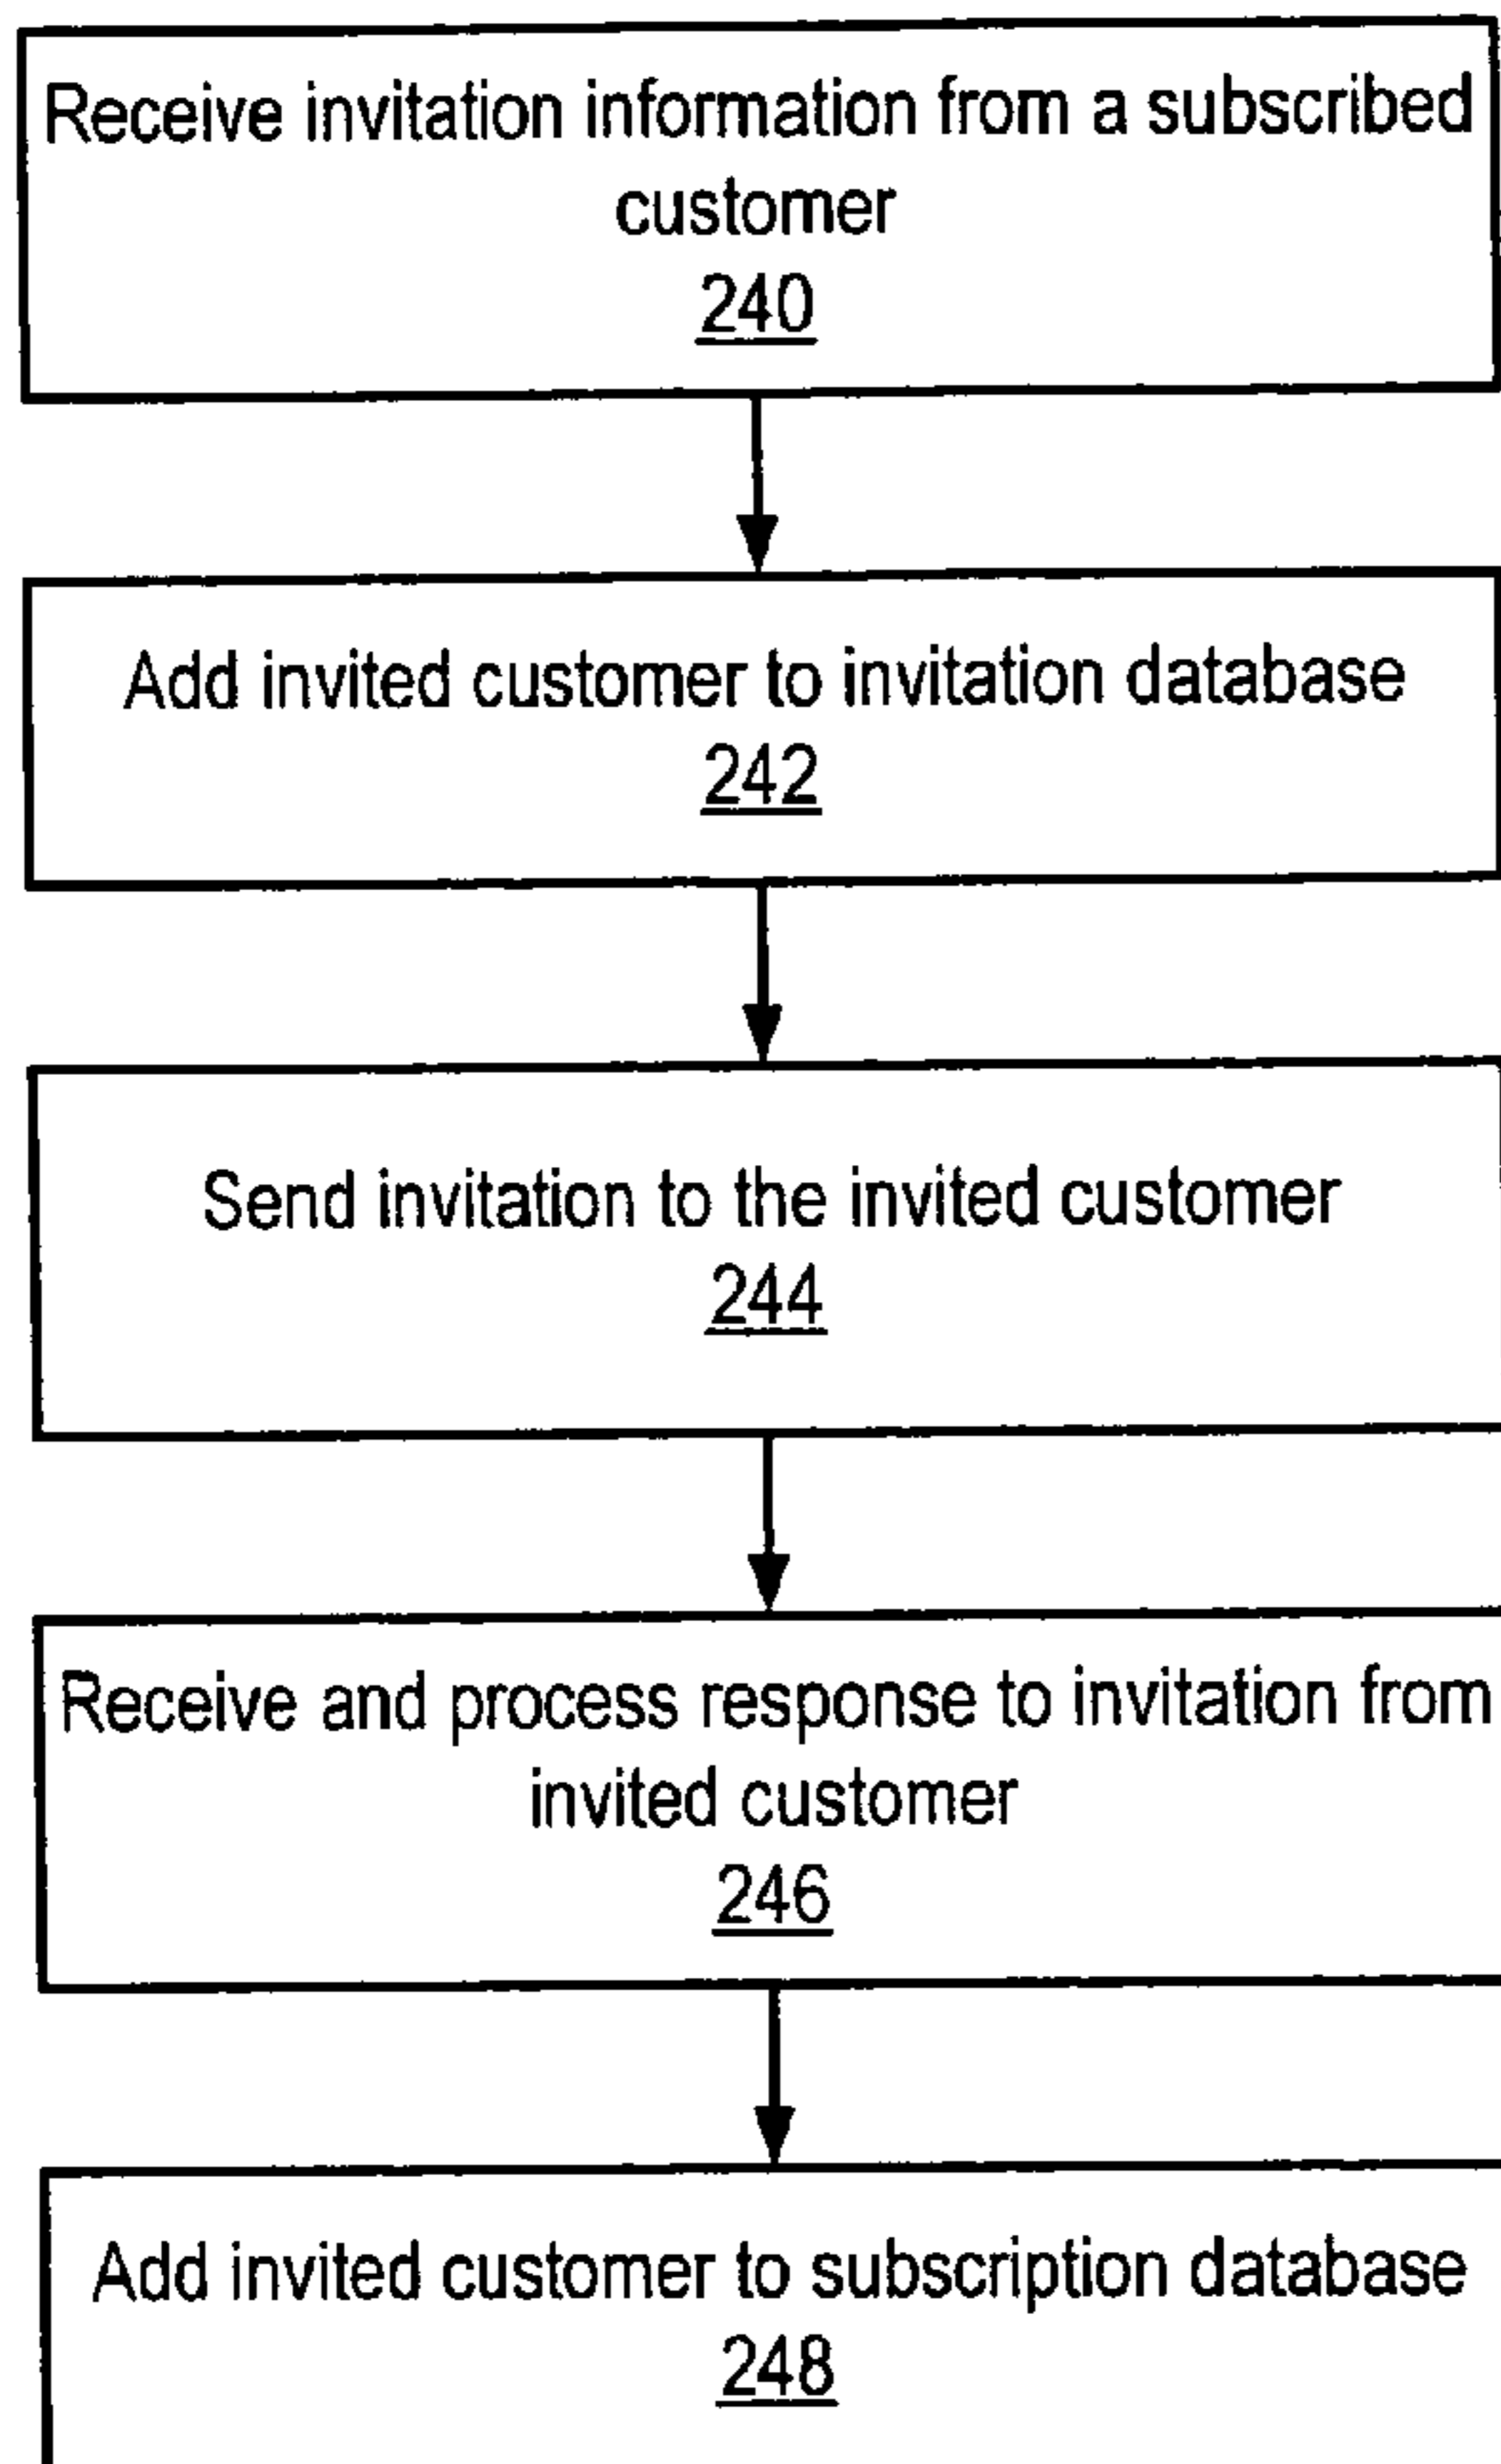 Receive invitation information from a subscribed
customer
240
Add invited customer to invitation database
242
Send invitation to the invited customer
244
Receive and process response to invitation from
invited customer
246
Add invited customer to subscription database
248